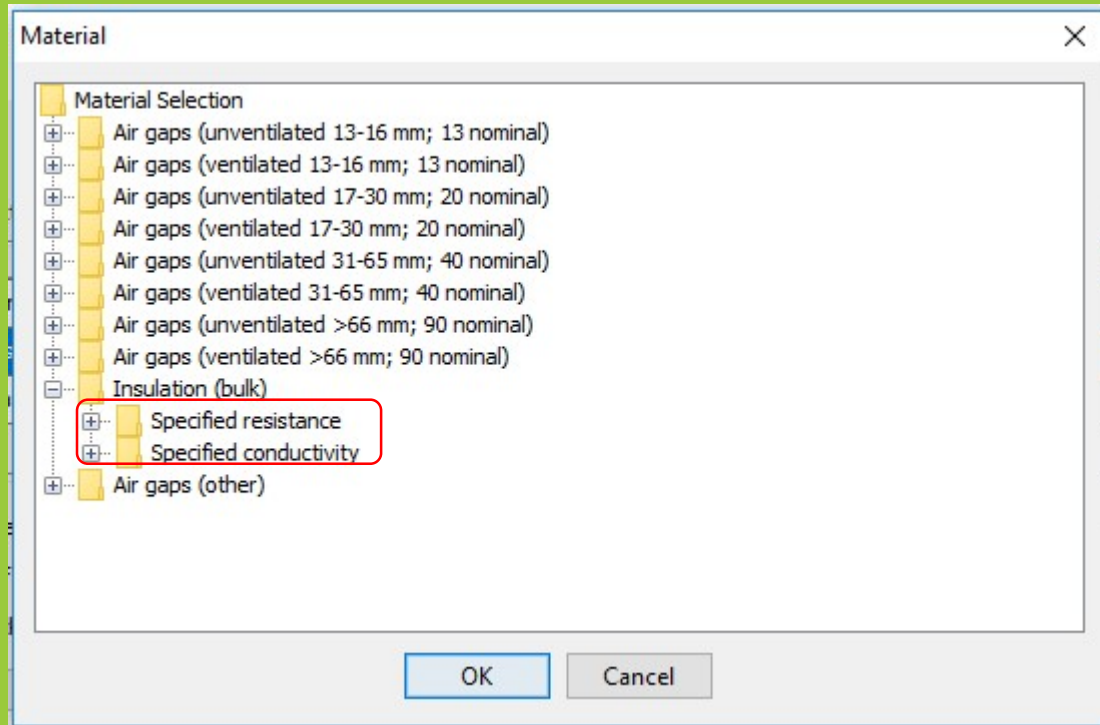 Material
Material Selection
Air gaps (unventilated 13-16 mm; 13 nominal)
Air gaps (ventilated 13-16 mm; 13 nominal)
Air gaps (unventilated 17-30 mm; 20 nominal)
Air gaps (ventilated 17-30 mm; 20 nominal)
Air gaps (unventilated 31-65 mm; 40 nominal)
Air gaps (ventilated 31-65 mm; 40 nominal)
Air gaps (unventilated >66 mm; 90 nominal)
Air gaps (ventilated >66 mm; 90 nominal)
Insulation (bulk)
Specified resistance
Specified conductivity
Air gaps (other)
OK Cancel